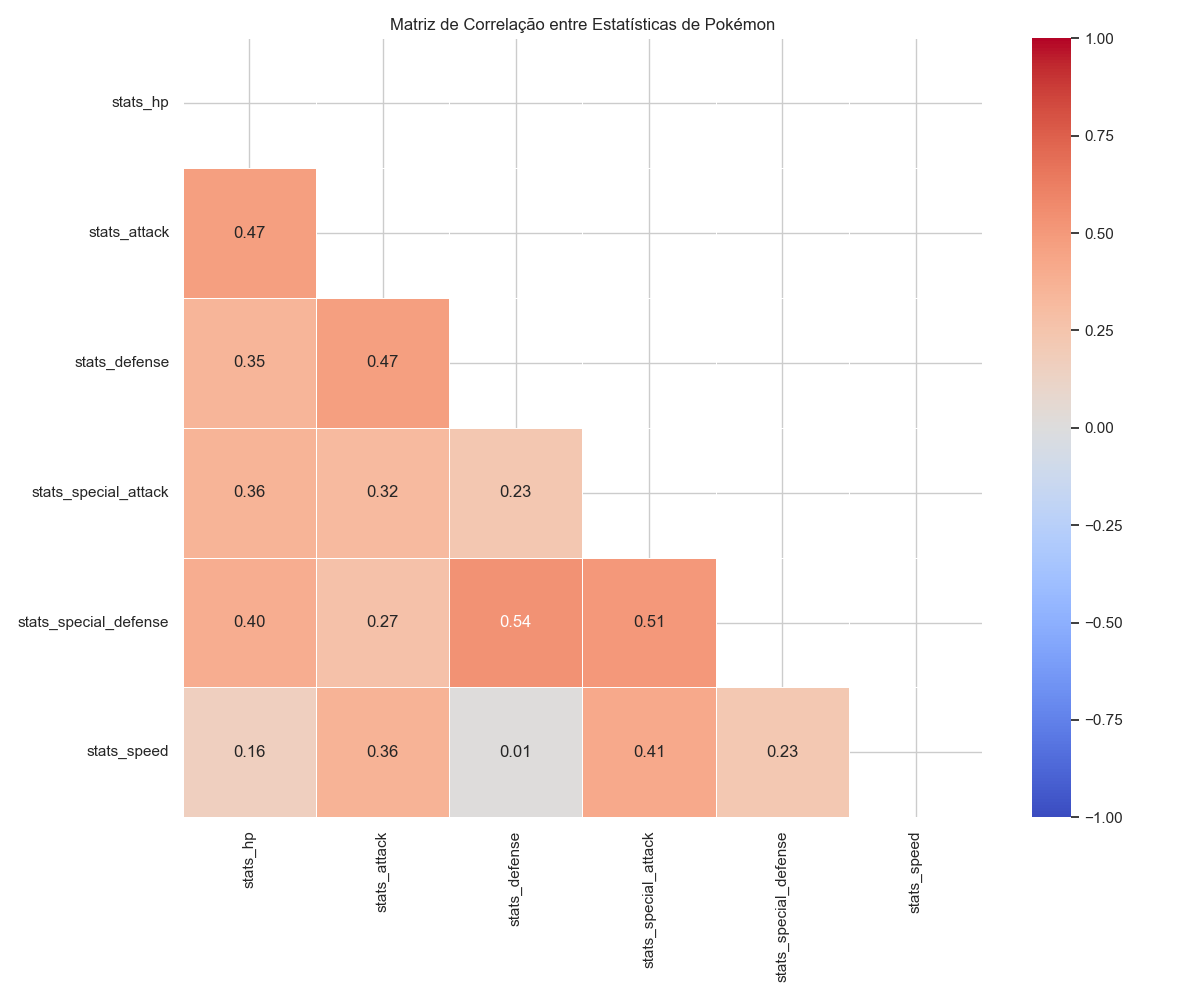 Matriz de Correlação entre Estatísticas de Pokémon
stats_hp
stats_attack
0.47
stats_defense
0.35 0.47
stats_special_attack
0.36 0.32 0.23
stats_special_defense
0.40 0.27 0.54 0.51
stats_speed
0.16 0.36 0.01 0.41 0.23
stats_hp
stats_attack
stats_defense
stats_special_attack
stats_special_defense
stats_speed
1.00
0.75
0.50
0.25
0.00
−0.25
−0.50
−0.75
−1.00